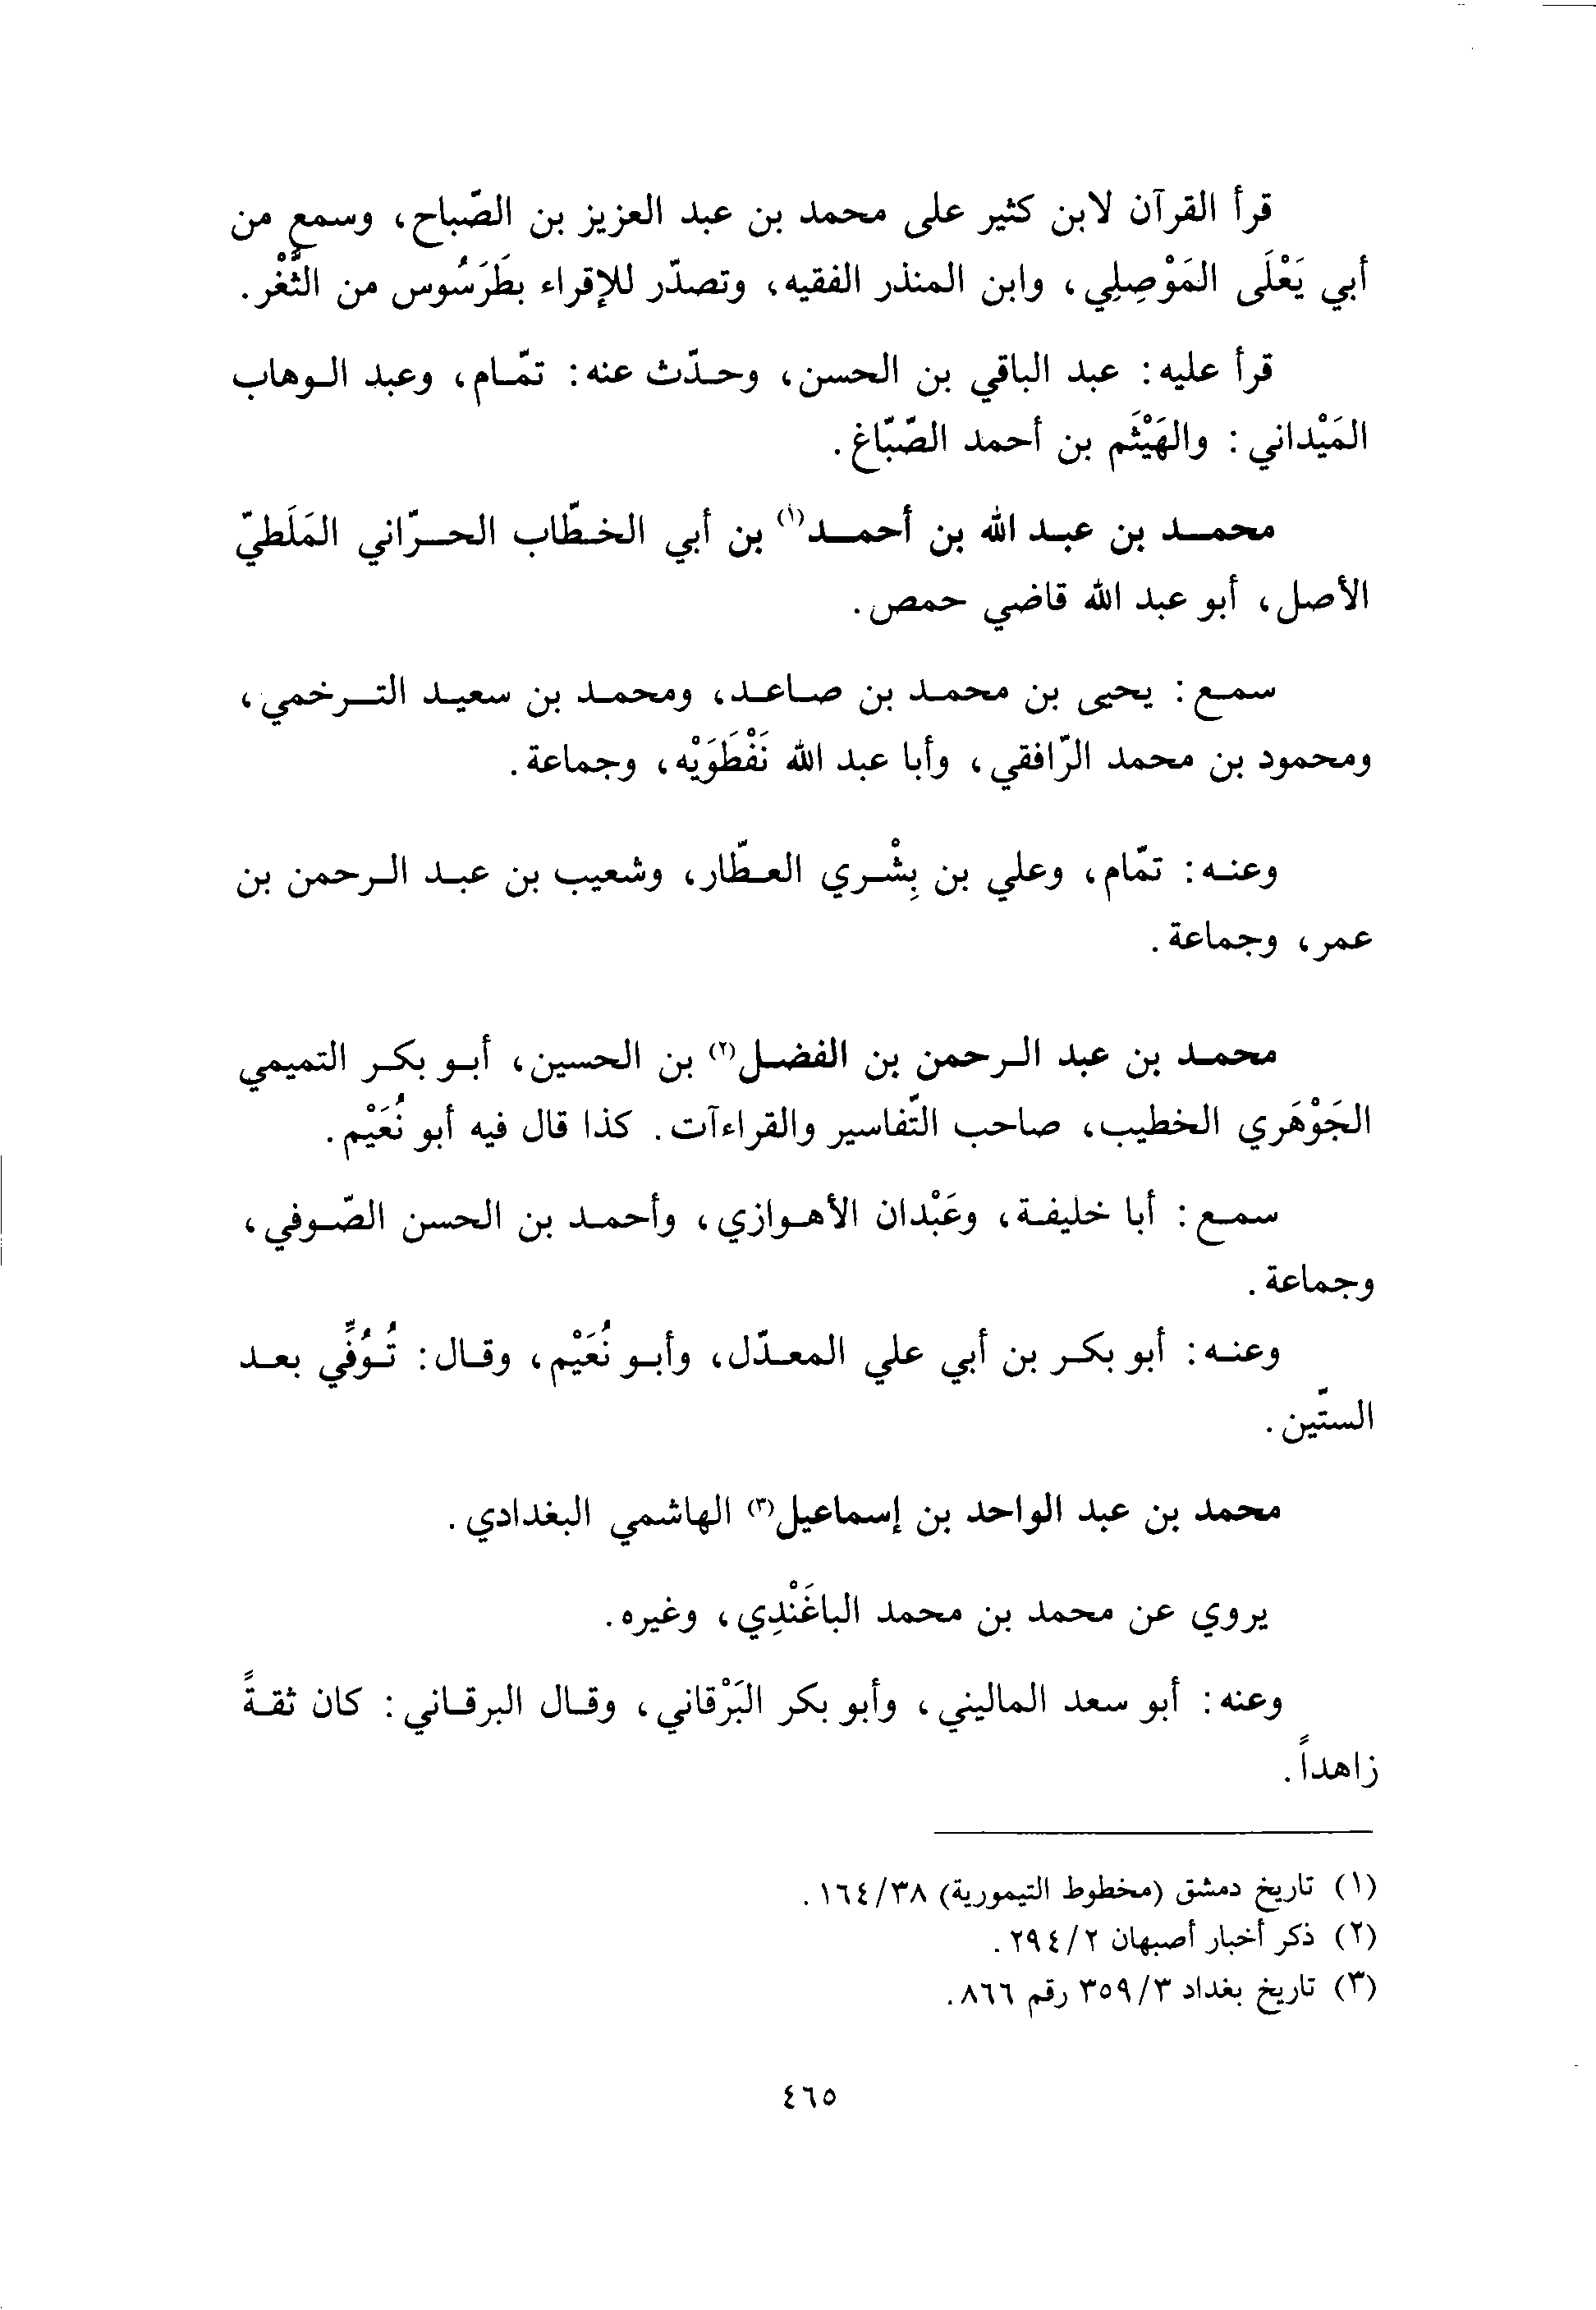 قرأ القرآن لابن كثير على محمد بن عبد العزيز بن الصّباح، وسمع من
أبي يَعْلَى المَوْصِلِي، وابن المنذر الفقيه، وتصدّر للإقراء بطَرَسُوس من الثَّغْر.
قرأ عليه: عبد الباقي بن الحسن، وحدّث عنه: تمّام، وعبد الوهاب
المَيْداني: والهَيْثَم بن أحمد الصّبّاغ.
محمد بن عبد الله بن أحمد(١) بن أبي الخطّاب الحرّاني المَلَطيّ
الأصل، أبو عبد الله قاضي حمص.
سمع: يحيى بن محمد بن صاعد، ومحمد بن سعيد الترخمي،
ومحمود بن محمد الرّافقي، وأبا عبد الله نَفْطَوَيْه، وجماعة.
وعنه: تمّام، وعلي بن بِشْري العطّار، وشعيب بن عبد الرحمن بن
عمر، وجماعة.
محمد بن عبد الرحمن بن الفضل(٢) بن الحسين، أبو بكر التميمي
الجَوْهَري الخطيب، صاحب التّفاسير والقراءآت. كذا قال فيه أبو نُعَيْم.
سمع: أبا خليفة، وعَبْدان الأهوازي، وأحمد بن الحسن الصّوفي،
وجماعة.
وعنه: أبو بكر بن أبي علي المعدّل، وأبو نُعَيْم، وقال: تُوُفِّي بعد
الستّين.
محمد بن عبد الواحد بن إسماعيل(٣) الهاشمي البغدادي.
يروي عن محمد بن محمد الباغَنْدِي، وغيره.
وعنه: أبو سعد الماليني، وأبو بكر البَرْقاني، وقال البرقاني: كان ثقةً
زاهداً.
(١) تاريخ دمشق (مخطوط التيمورية) ١٦٤/٣٨.
(٢) ذكر أخبار أصبهان ٢٩٤/٢.
(٣) تاريخ بغداد ٣٥٩/٣ رقم ٨٦٦.
٤٦٥